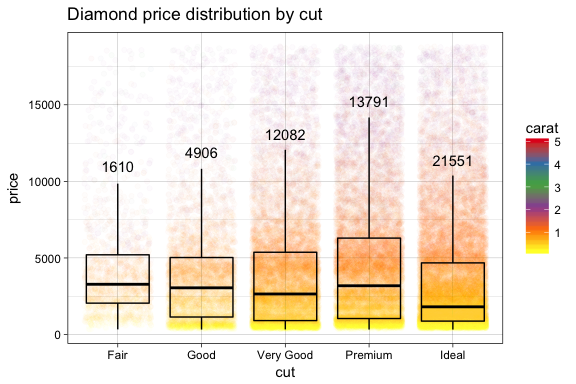 Diamond price distribution by cut
15000
10000
5000
0
price
1610
4906
12082
13791
21551
Fair
Good
Very Good
Premium
Ideal
cut
carat
5
4
3
2
1